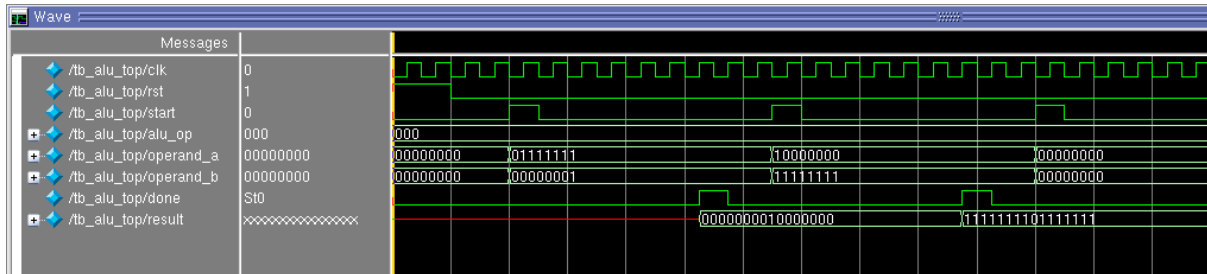 Wave
Messages
/tb_alu_top/clk 0
/tb_alu_top/rst 1
/tb_alu_top/start 0
/tb_alu_top/alu_op 000 000
/tb_alu_top/operand_a 00000000 00000000 01111111 10000000 00000000
/tb_alu_top/operand_b 00000000 00000000 00000001 11111111 00000000
/tb_alu_top/done St0
/tb_alu_top/result xxxxxxxxxxxxxxxx 0000000010000000 1111111101111111